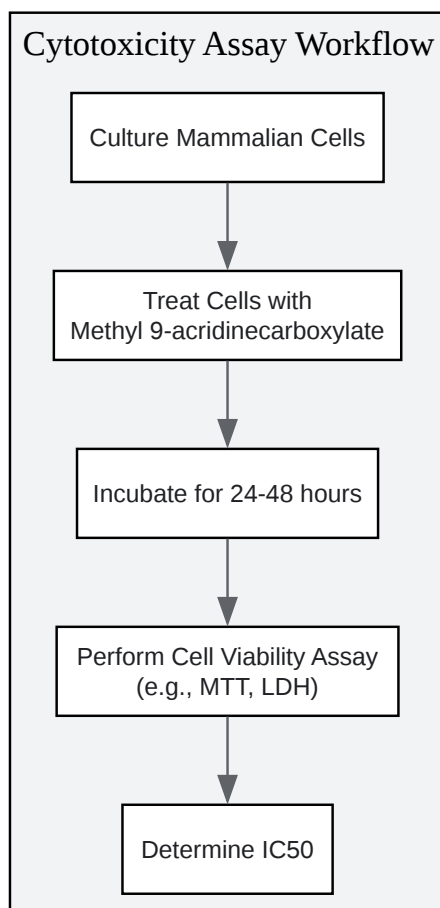 Cytotoxicity Assay Workflow
Culture Mammalian Cells
Treat Cells with
Methyl 9-acridinecarboxylate
Incubate for 24-48 hours
Perform Cell Viability Assay
(e.g., MTT, LDH)
Determine IC50